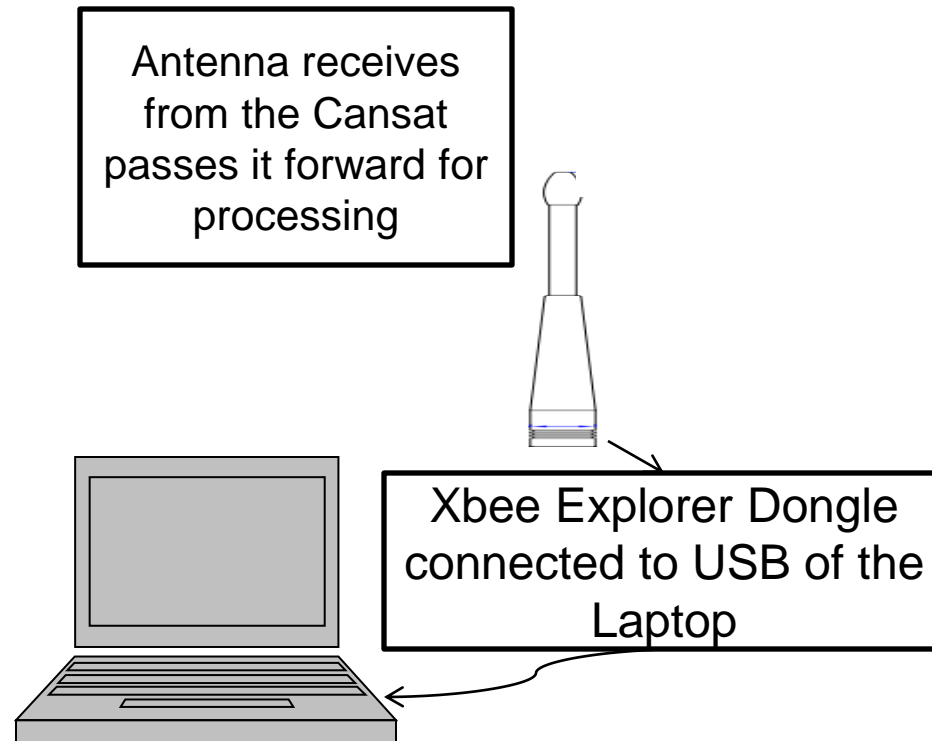 Antenna receives
from the Cansat
passes it forward for
processing
Xbee Explorer Dongle
connected to USB of the
Laptop